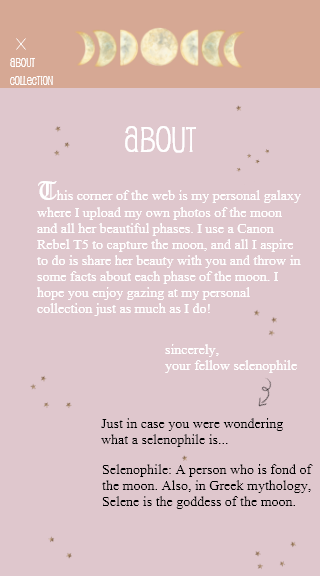 X
ABOUT
COLLECTION
ABOUT
This corner of the web is my personal galaxy
where I upload my own photos of the moon
and all her beautiful phases. I use a Canon
Rebel T5 to capture the moon, and all I aspire
to do is share her beauty with you and throw in
some facts about each phase of the moon. I
hope you enjoy gazing at my personal
collection just as much as I do!
sincerely,
your fellow selenophile
Just in case you were wondering
what a selenophile is...
Selenophile: A person who is fond of
the moon. Also, in Greek mythology,
Selene is the goddess of the moon.